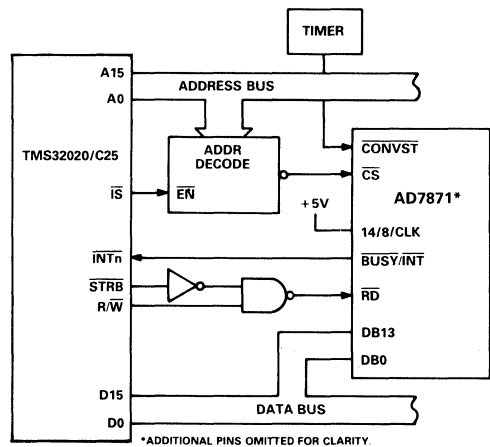 TIMER
A15
ADDRESS BUS
A0
TMS32020/C25
ADDR
DECODE
CONVST
CS
AD7871*
IS
EN
+5V
14/8/CLK
INTn
BUSY/INT
STRB
R/W
RD
DB13
DB0
D15
DATA BUS
D0
*ADDITIONAL PINS OMITTED FOR CLARITY.